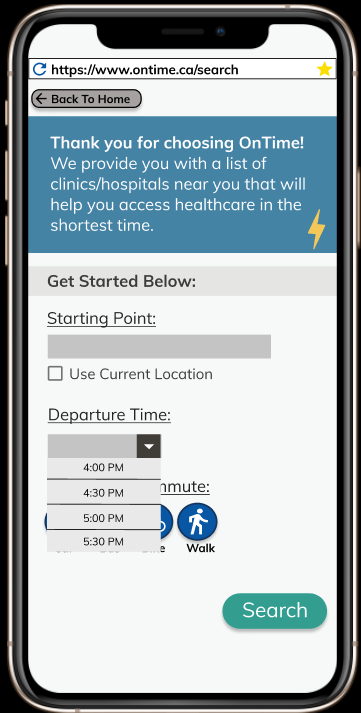 https://www.ontime.ca/search
Back To Home
Thank you for choosing OnTime!
We provide you with a list of
clinics/hospitals near you that will
help you access healthcare in the
shortest time.
Get Started Below:
Starting Point:
Use Current Location
Departure Time:
4:00 PM
4:30 PM
5:00 PM
5:30 PM
mmute:
Walk
Search